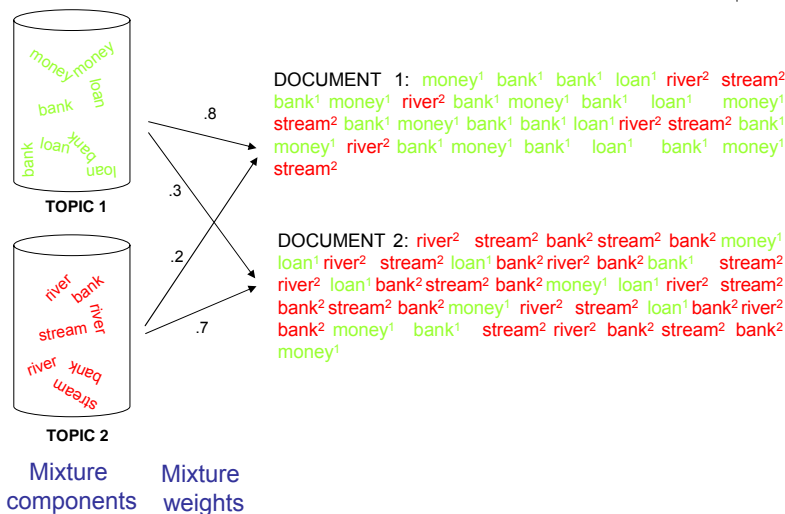 money
money
loan
bank
bank
loan
bank
loan
TOPIC 1
river
bank
river
stream
river
bank
stream
TOPIC 2
.8
.3
.2
.7
DOCUMENT 1: money¹ bank¹ bank¹ loan¹ river² stream²
bank¹ money¹ river² bank¹ money¹ bank¹ loan¹ money¹
stream² bank¹ money¹ bank¹ bank¹ loan¹ river² stream² bank¹
money¹ river² bank¹ money¹ bank¹ loan¹ bank¹ money¹
stream²
DOCUMENT 2: river² stream² bank² stream² bank² money¹
loan¹ river² stream² loan¹ bank² river² bank² bank¹ stream²
river² loan¹ bank² stream² bank² money¹ loan¹ river² stream²
bank² stream² bank² money¹ river² stream² loan¹ bank² river²
bank² money¹ bank¹ stream² river² bank² stream² bank²
money¹
Mixture
components
Mixture
weights